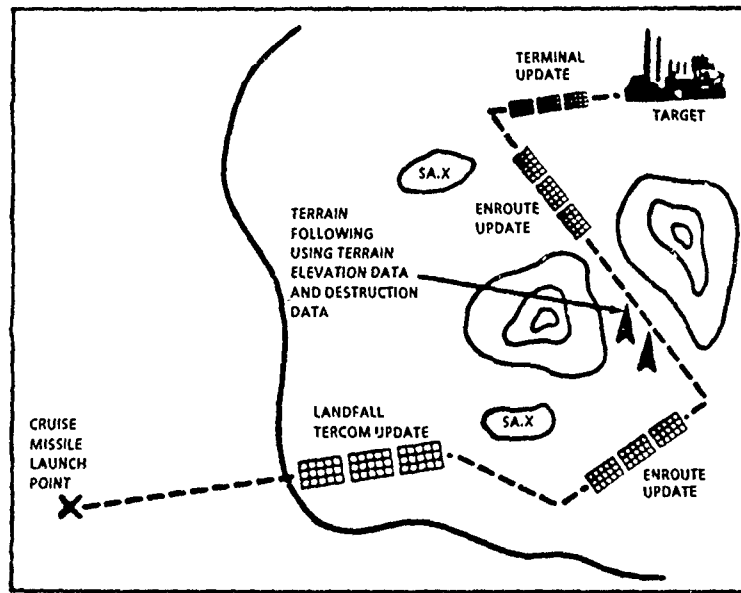 TERMINAL
UPDATE
TARGET
SA.X
ENROUTE
UPDATE
TERRAIN
FOLLOWING
USING TERRAIN
ELEVATION DATA
AND DESTRUCTION
DATA
LANDFALL
TERCOM UPDATE
SA.X
CRUISE
MISSILE
LAUNCH
POINT
ENROUTE
UPDATE